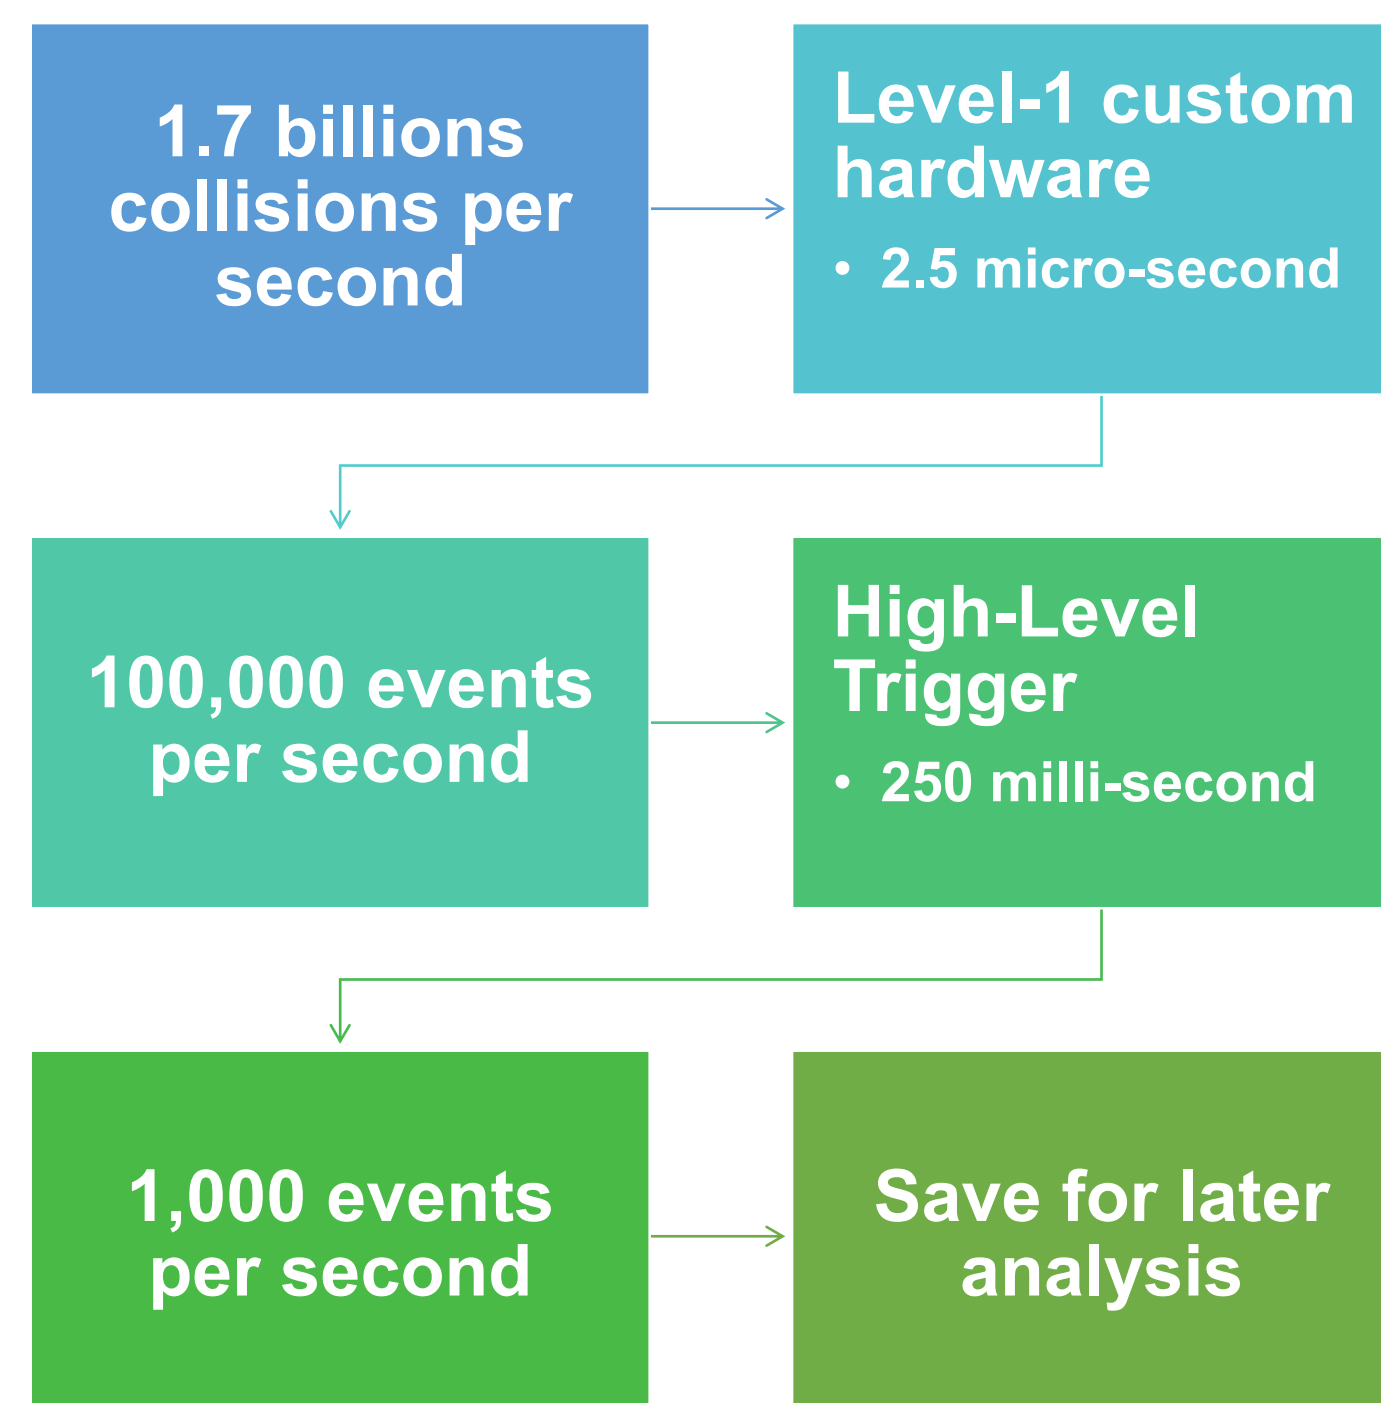 1.7 billions
collisions per
second
Level-1 custom
hardware
• 2.5 micro-second
100,000 events
per second
High-Level
Trigger
• 250 milli-second
1,000 events
per second
Save for later
analysis